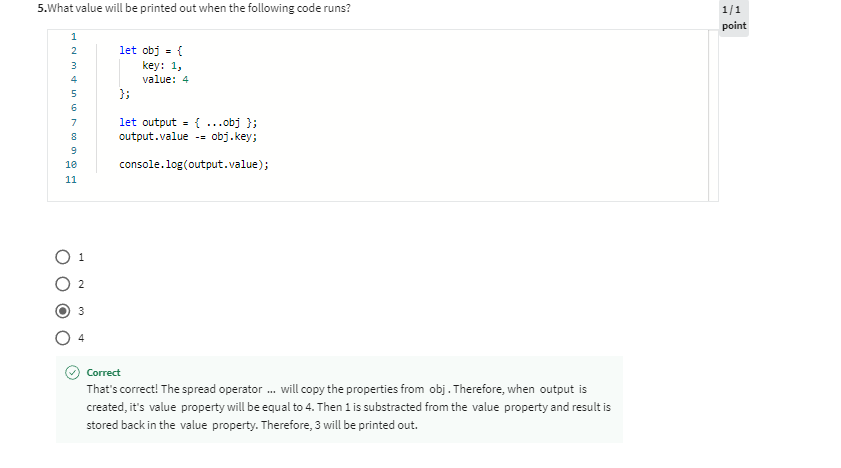 5.What value will be printed out when the following code runs?
1/1
point
1
2 let obj = {
3 key: 1,
4 value: 4
5 };
6
7 let output = { ...obj };
8 output.value -= obj.key;
9
10 console.log(output.value);
11
1
2
3
4
Correct
That's correct! The spread operator ... will copy the properties from obj. Therefore, when output is
created, it's value property will be equal to 4. Then 1 is substracted from the value property and result is
stored back in the value property. Therefore, 3 will be printed out.